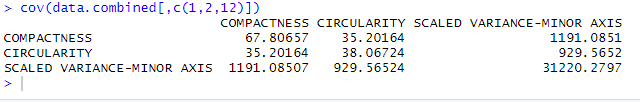 > cov(data.combined[,c(1,2,12)])
COMPACTNESS CIRCULARITY SCALED VARIANCE-MINOR AXIS
COMPACTNESS 67.80657 35.20164 1191.0851
CIRCULARITY 35.20164 38.06724 929.5652
SCALED VARIANCE-MINOR AXIS 1191.08507 929.56524 31220.2797
>